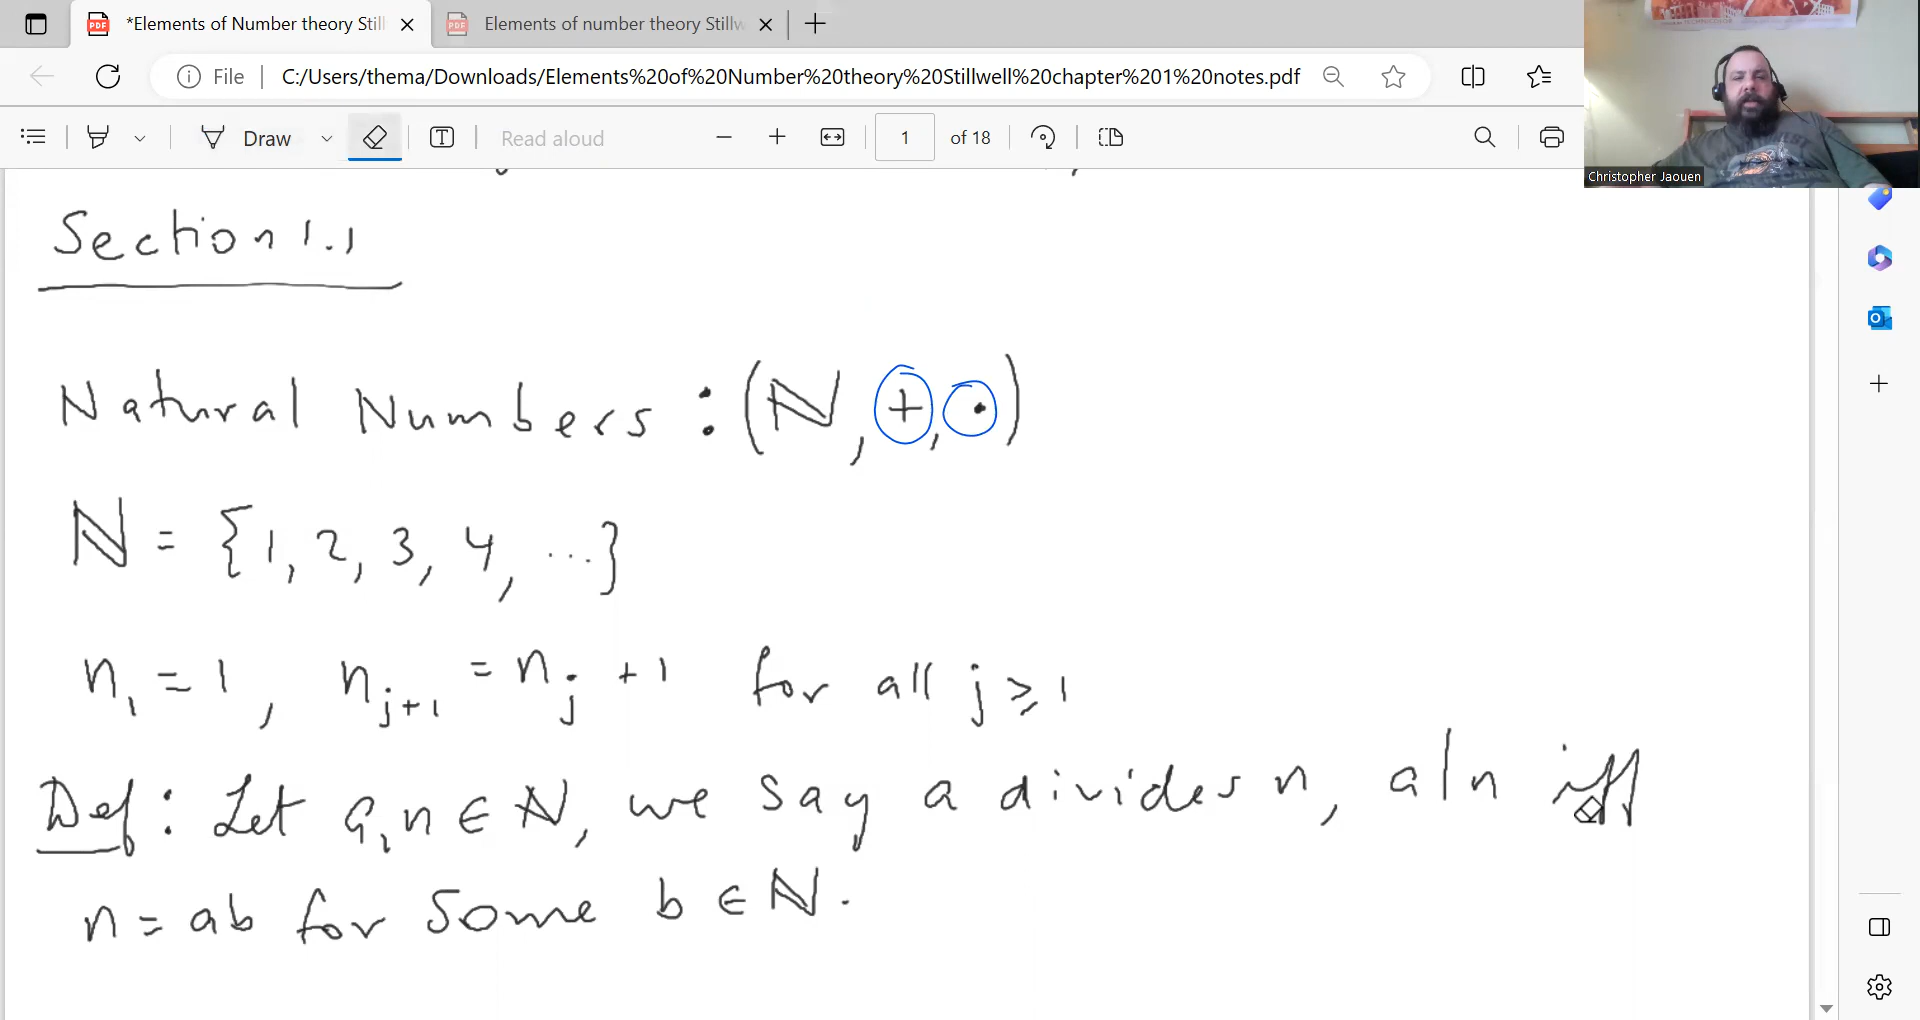 *Elements of Number theory Still
Elements of number theory Stillw
File
C:/Users/thema/Downloads/Elements%20of%20Number%20theory%20Stillwell%20chapter%201%20notes.pdf
Draw
Read aloud
1 of 18
Christopher Jaouen
Section 1.1
Natural Numbers : (ℕ, +, •)
ℕ = {1, 2, 3, 4, ...}
n₁ = 1, nⱼ₊₁ = nⱼ + 1 for all j ≥ 1
Def: Let a, n ∈ ℕ, we say a divides n, a|n iff
n = ab for some b ∈ ℕ.